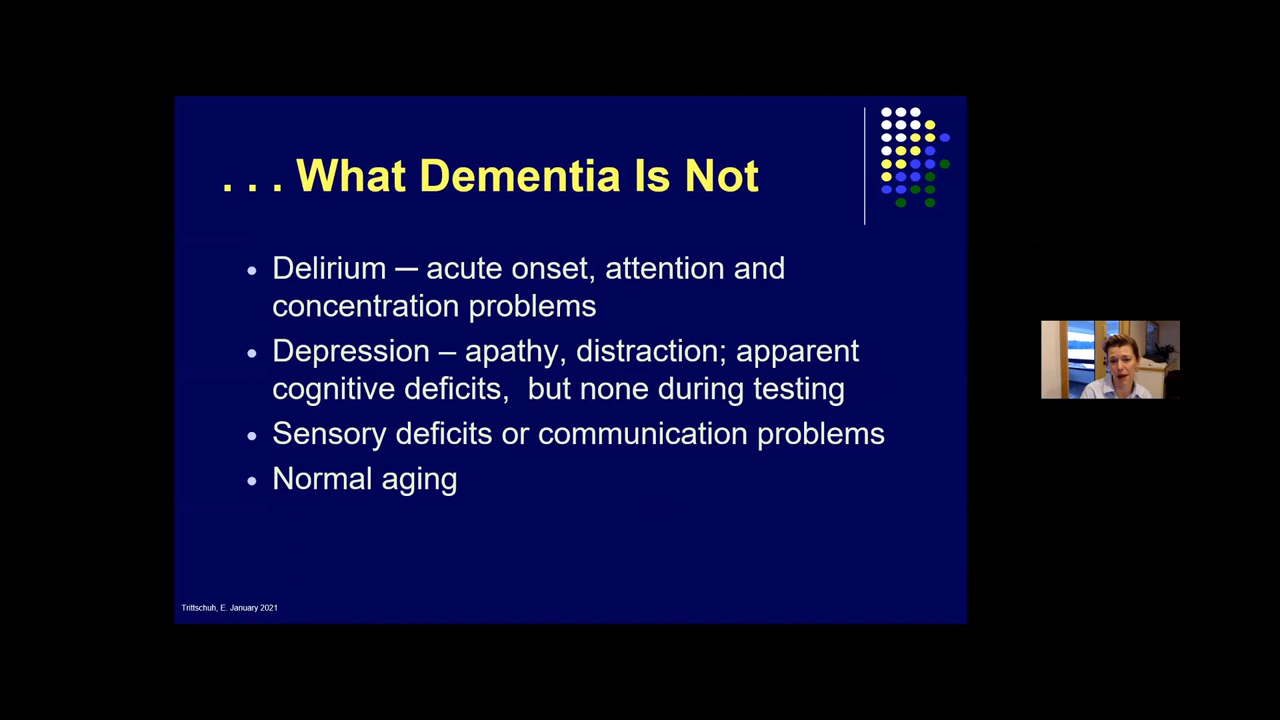 . . . What Dementia Is Not
• Delirium — acute onset, attention and
concentration problems
• Depression – apathy, distraction; apparent
cognitive deficits,  but none during testing
• Sensory deficits or communication problems
• Normal aging
Trittschuh, E. January 2021